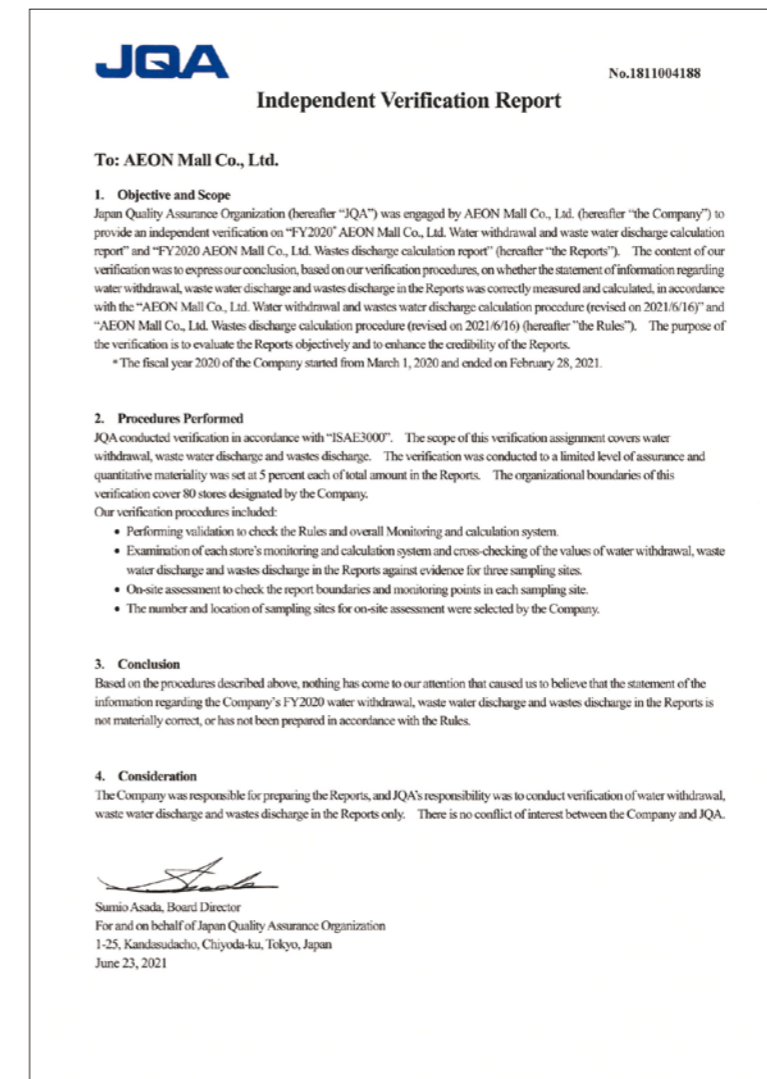 JQA
No.1811004188
Independent Verification Report
To: AEON Mall Co., Ltd.
1. Objective and Scope
Japan Quality Assurance Organization (hereafter “JQA”) was engaged by AEON Mall Co., Ltd. (hereafter “the Company”) to
provide an independent verification on “FY2020* AEON Mall Co., Ltd. Water withdrawal and waste water discharge calculation
report” and “FY2020 AEON Mall Co., Ltd. Wastes discharge calculation report” (hereafter “the Reports”). The content of our
verification was to express our conclusion, based on our verification procedures, on whether the statement of information regarding
water withdrawal, waste water discharge and wastes discharge in the Reports was correctly measured and calculated, in accordance
with the “AEON Mall Co., Ltd. Water withdrawal and wastes water discharge calculation procedure (revised on 2021/6/16)” and
“AEON Mall Co., Ltd. Wastes discharge calculation procedure (revised on 2021/6/16) (hereafter "the Rules”). The purpose of
the verification is to evaluate the Reports objectively and to enhance the credibility of the Reports.
* The fiscal year 2020 of the Company started from March 1, 2020 and ended on February 28, 2021.
2. Procedures Performed
JQA conducted verification in accordance with “ISAE3000”. The scope of this verification assignment covers water
withdrawal, waste water discharge and wastes discharge. The verification was conducted to a limited level of assurance and
quantitative materiality was set at 5 percent each of total amount in the Reports. The organizational boundaries of this
verification cover 80 stores designated by the Company.
Our verification procedures included:
• Performing validation to check the Rules and overall Monitoring and calculation system.
• Examination of each store’s monitoring and calculation system and cross-checking of the values of water withdrawal, waste
water discharge and wastes discharge in the Reports against evidence for three sampling sites.
• On-site assessment to check the report boundaries and monitoring points in each sampling site.
• The number and location of sampling sites for on-site assessment were selected by the Company.
3. Conclusion
Based on the procedures described above, nothing has come to our attention that caused us to believe that the statement of the
information regarding the Company’s FY2020 water withdrawal, waste water discharge and wastes discharge in the Reports is
not materially correct, or has not been prepared in accordance with the Rules.
4. Consideration
The Company was responsible for preparing the Reports, and JQA’s responsibility was to conduct verification of water withdrawal,
waste water discharge and wastes discharge in the Reports only. There is no conflict of interest between the Company and JQA.
Sumio Asada, Board Director
For and on behalf of Japan Quality Assurance Organization
1-25, Kandasudacho, Chiyoda-ku, Tokyo, Japan
June 23, 2021